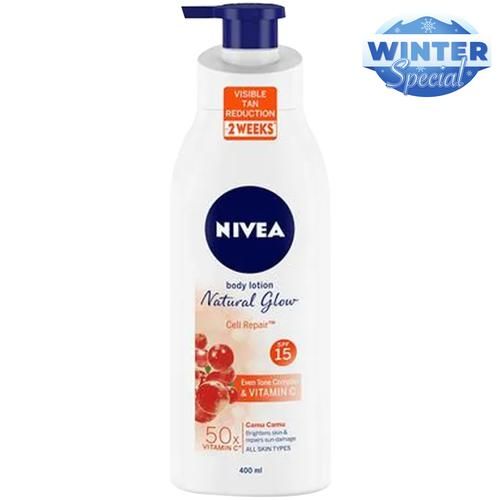 WINTER
Special
VISIBLE
TAN
REDUCTION
2 WEEKS*
NIVEA
body lotion
Natural Glow
Cell Repair™
SPF
15
Even Tone Complex
& VITAMIN C
50x
VITAMIN C*
Camu Camu
Brightens skin &
repairs sun-damage
ALL SKIN TYPES
400 ml